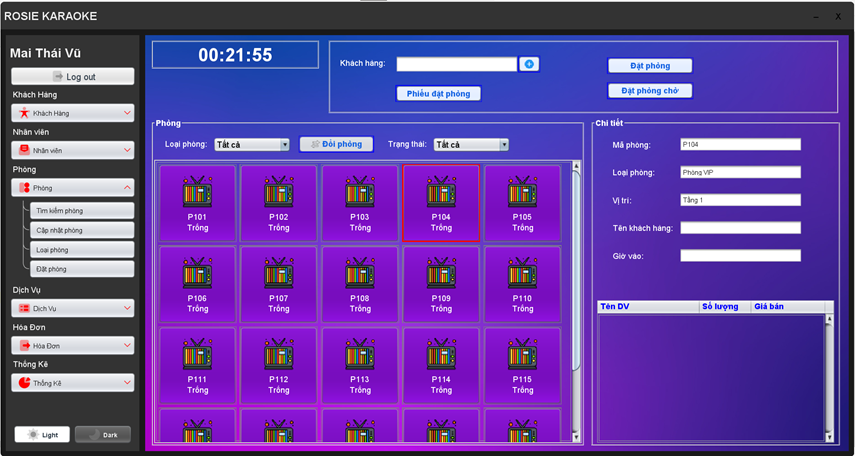 ROSIE KARAOKE
Mai Thái Vũ
Log out
Khách Hàng
Khách Hàng
Nhân viên
Nhân viên
Phòng
Phòng
Tìm kiếm phòng
Cập nhật phòng
Loại phòng
Đặt phòng
Dịch Vụ
Dịch Vụ
Hóa Đơn
Hóa Đơn
Thống Kê
Thống Kê
Light
Dark
00:21:55
Khách hàng:
Đặt phòng
Phiếu đặt phòng
Đặt phòng chờ
Phòng
Loại phòng: Tất cả
Đổi phòng
Trạng thái: Tất cả
P101 P102 P103 P104 P105
Trống Trống Trống Trống Trống
P106 P107 P108 P109 P110
Trống Trống Trống Trống Trống
P111 P112 P113 P114 P115
Trống Trống Trống Trống Trống
Chi tiết
Mã phòng: P104
Loại phòng: Phòng VIP
Vị trí: Tầng 1
Tên khách hàng:
Giờ vào:
Tên DV Số lượng Giá bán